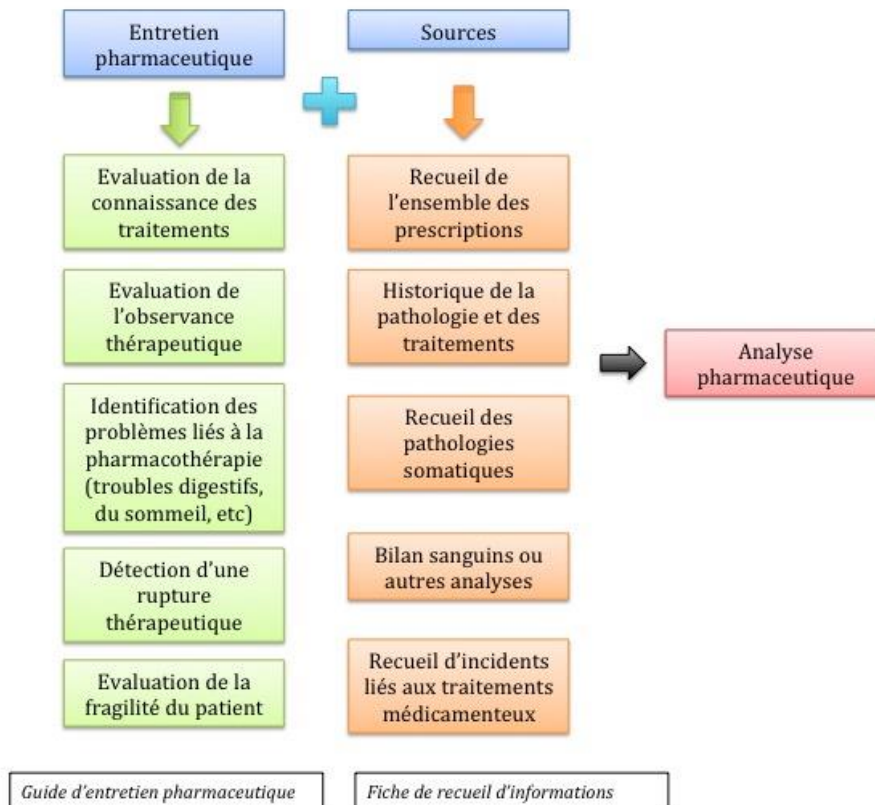 Entretien
pharmaceutique
Evaluation de la
connaissance des
traitements
Evaluation de
l'observance
thérapeutique
Identification des
problèmes liés à la
pharmacothérapie
(troubles digestifs,
du sommeil, etc)
Détection d'une
rupture
thérapeutique
Evaluation de la
fragilité du patient
Guide d'entretien pharmaceutique
Sources
Recueil de
l'ensemble des
prescriptions
Historique de la
pathologie et des
traitements
Recueil des
pathologies
somatiques
Bilan sanguins ou
autres analyses
Recueil d'incidents
liés aux traitements
médicamenteux
Fiche de recueil d'informations
Analyse
pharmaceutique